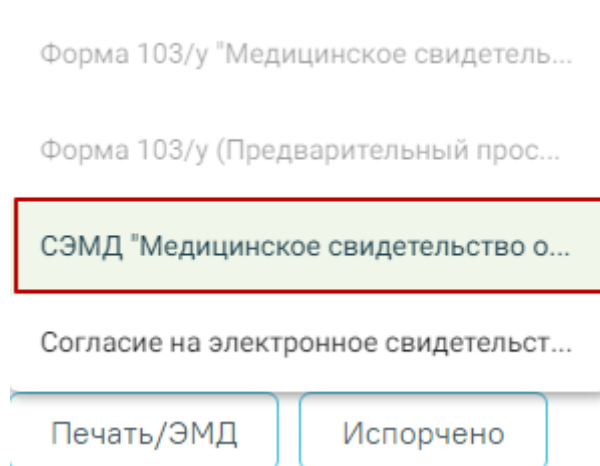 Форма 103/у "Медицинское свидетель...
Форма 103/у (Предварительный прос...
СЭМД "Медицинское свидетельство о...
Согласие на электронное свидетельст...
Печать/ЭМД
Испорчено